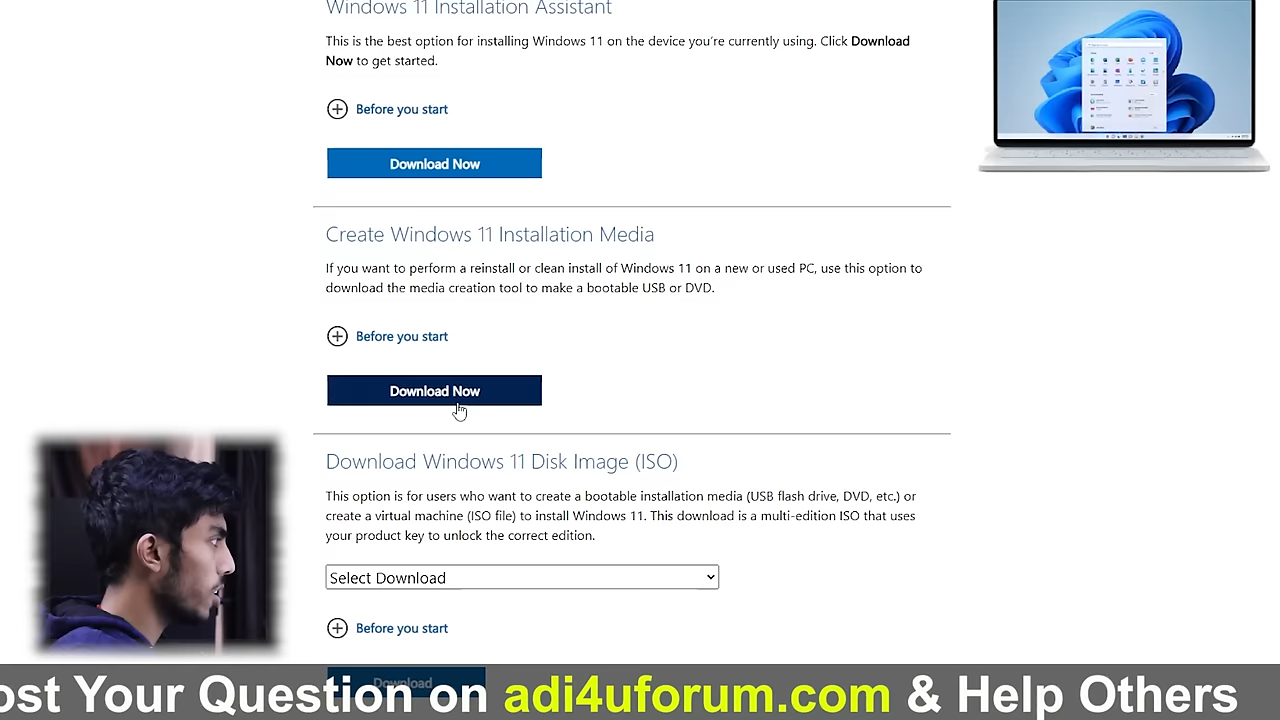 Windows 11 Installation Assistant
This is the best option for installing Windows 11 on the device you're currently using. Click Download
Now to get started.
Before you start
Download Now
Create Windows 11 Installation Media
If you want to perform a reinstall or clean install of Windows 11 on a new or used PC, use this option to
download the media creation tool to make a bootable USB or DVD.
Before you start
Download Now
Download Windows 11 Disk Image (ISO)
This option is for users who want to create a bootable installation media (USB flash drive, DVD, etc.) or
create a virtual machine (ISO file) to install Windows 11. This download is a multi-edition ISO that uses
your product key to unlock the correct edition.
Select Download
Before you start
Download
ost Your Question on adi4uforum.com & Help Others